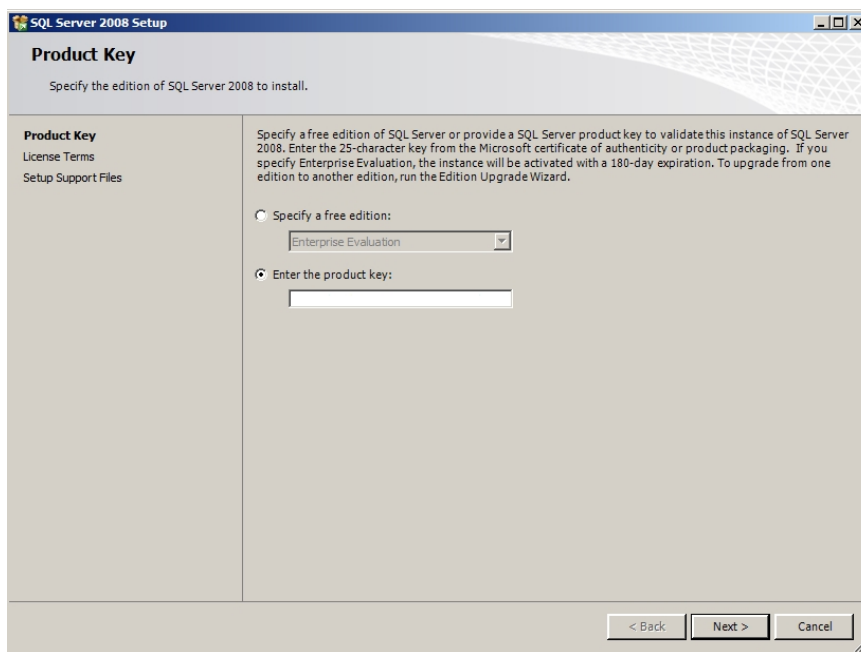 SQL Server 2008 Setup
Product Key
Specify the edition of SQL Server 2008 to install.
Product Key
License Terms
Setup Support Files
Specify a free edition of SQL Server or provide a SQL Server product key to validate this instance of SQL Server
2008. Enter the 25-character key from the Microsoft certificate of authenticity or product packaging. If you
specify Enterprise Evaluation, the instance will be activated with a 180-day expiration. To upgrade from one
edition to another edition, run the Edition Upgrade Wizard.
Specify a free edition:
Enterprise Evaluation
Enter the product key:
< Back
Next >
Cancel